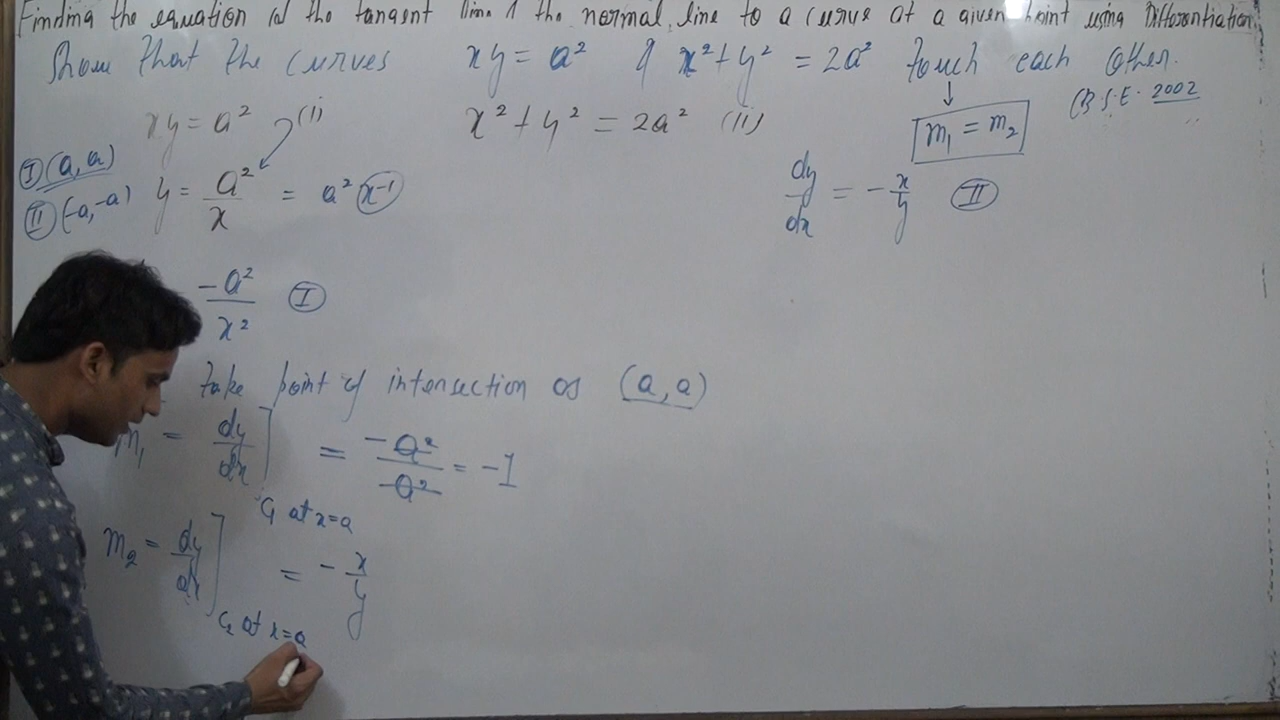 Finding the equation of the tangent line & the normal line to a curve at a given point using Differentiation.
Show that the curves xy = a² & x² + y² = 2a² touch each other.
(B.S.E. 2002
xy = a² (i) x² + y² = 2a² (ii)
m₁ = m₂
I (a, a)
II (-a, -a)
y = a²/x = a² x⁻¹
dy/dx = - x/y II
-a²/x² I
take point of intersection as (a, a)
m₁ = dy/dx] C₁ at x=a = -a²/a² = -1
m₂ = dy/dx] C₂ at x=a = - x/y